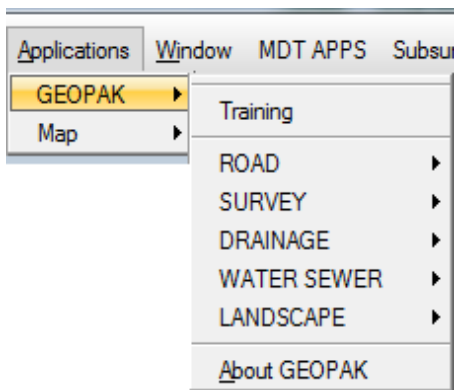 Applications Window MDT APPS
GEOPAK
Map
Training
ROAD
SURVEY
DRAINAGE
WATER SEWER
LANDSCAPE
About GEOPAK